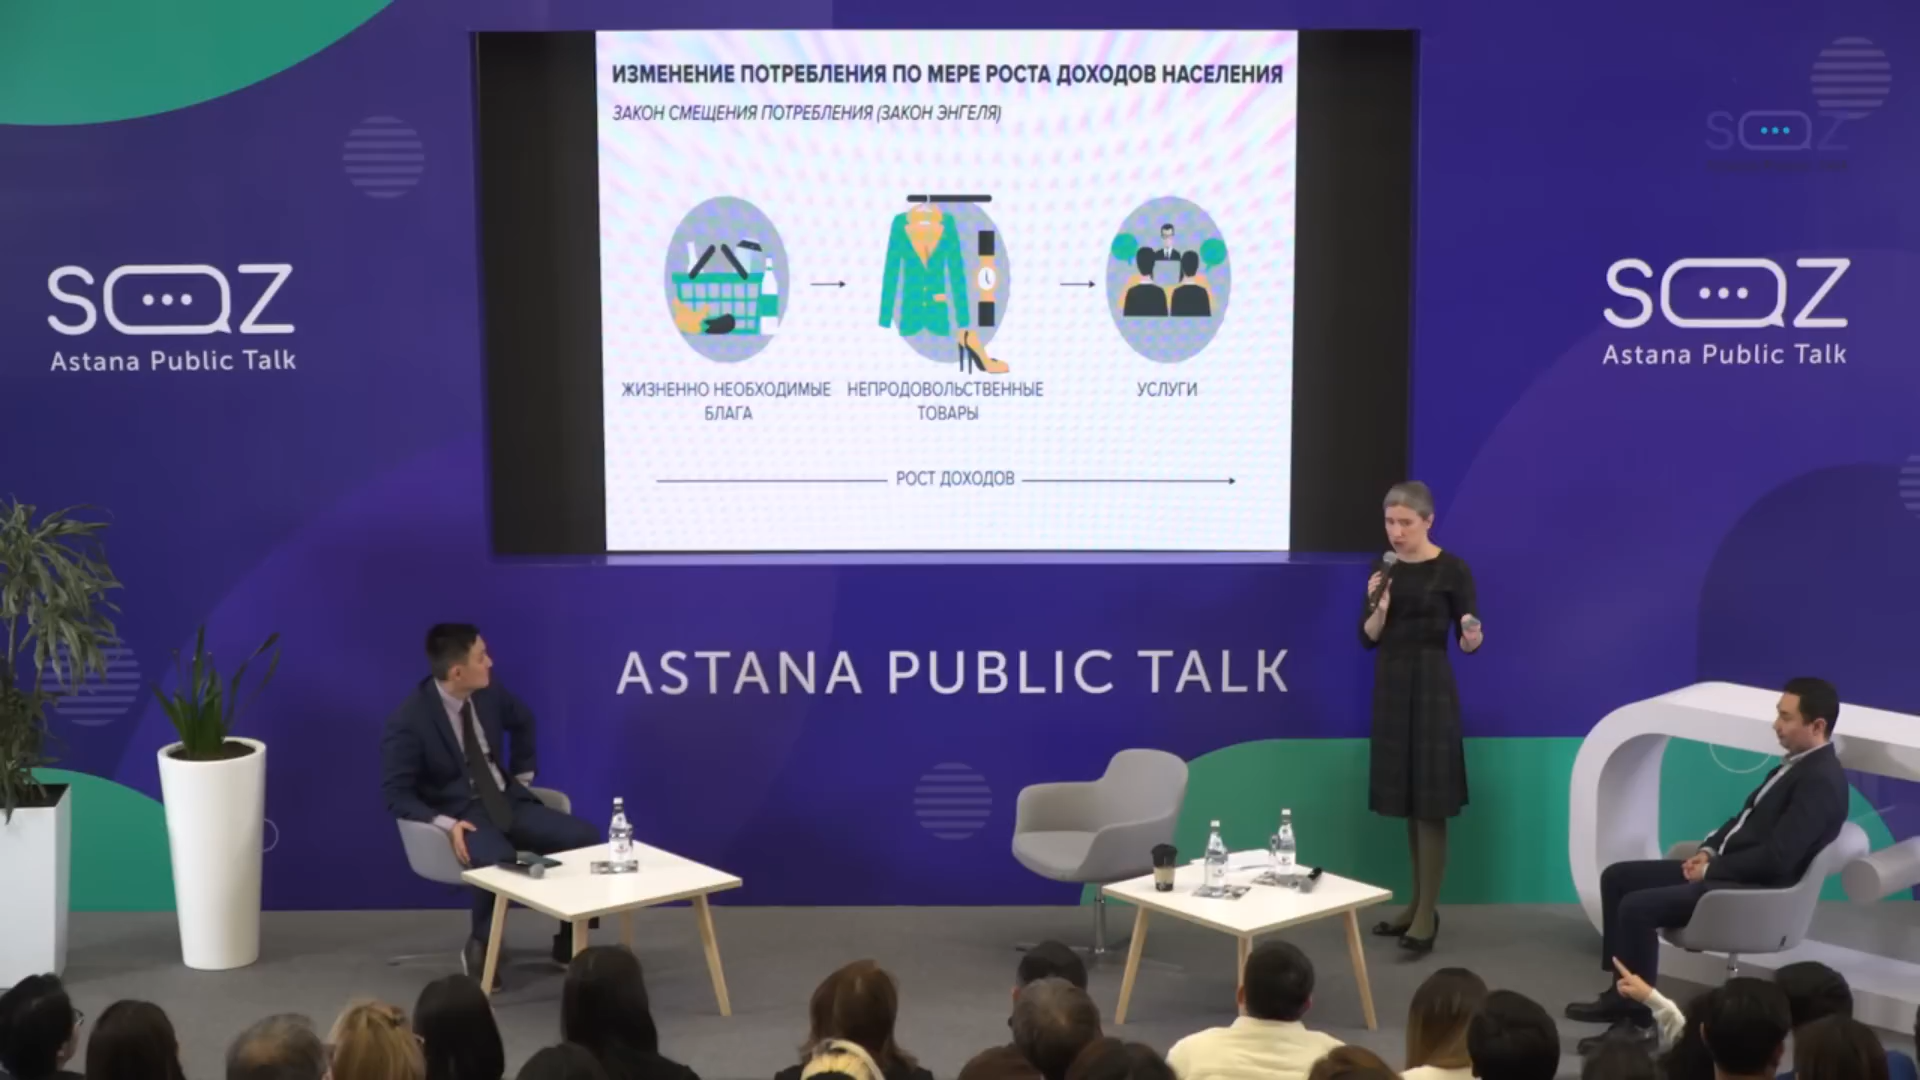 ИЗМЕНЕНИЕ ПОТРЕБЛЕНИЯ ПО МЕРЕ РОСТА ДОХОДОВ НАСЕЛЕНИЯ
ЗАКОН СМЕЩЕНИЯ ПОТРЕБЛЕНИЯ (ЗАКОН ЭНГЕЛЯ)
ЖИЗНЕННО НЕОБХОДИМЫЕ
БЛАГА
НЕПРОДОВОЛЬСТВЕННЫЕ
ТОВАРЫ
УСЛУГИ
РОСТ ДОХОДОВ
SOZ
SOZ
Astana Public Talk
SOZ
Astana Public Talk
ASTANA PUBLIC TALK